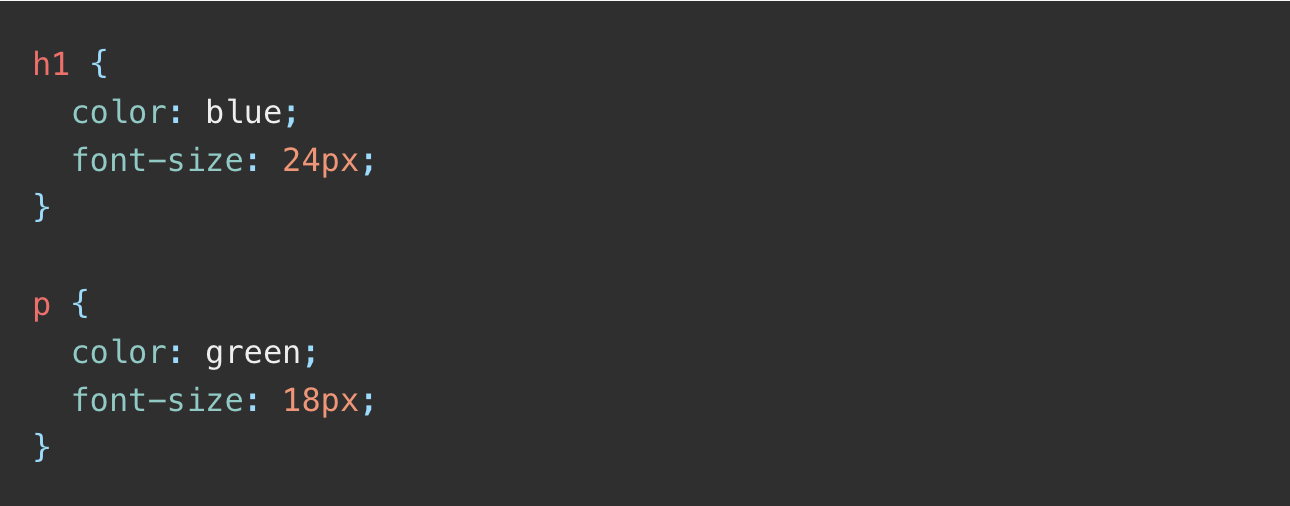 h1 {
  color: blue;
  font-size: 24px;
}

p {
  color: green;
  font-size: 18px;
}